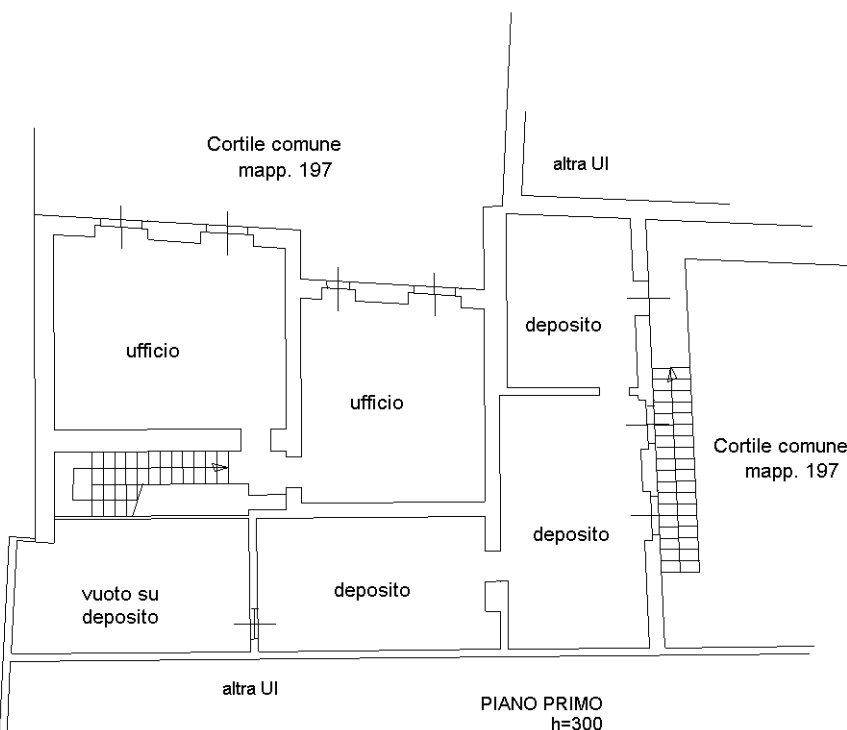 Cortile comune
mapp. 197
altra UI
deposito
ufficio
ufficio
Cortile comune
mapp. 197
deposito
vuoto su
deposito
deposito
altra UI
PIANO PRIMO
h=300